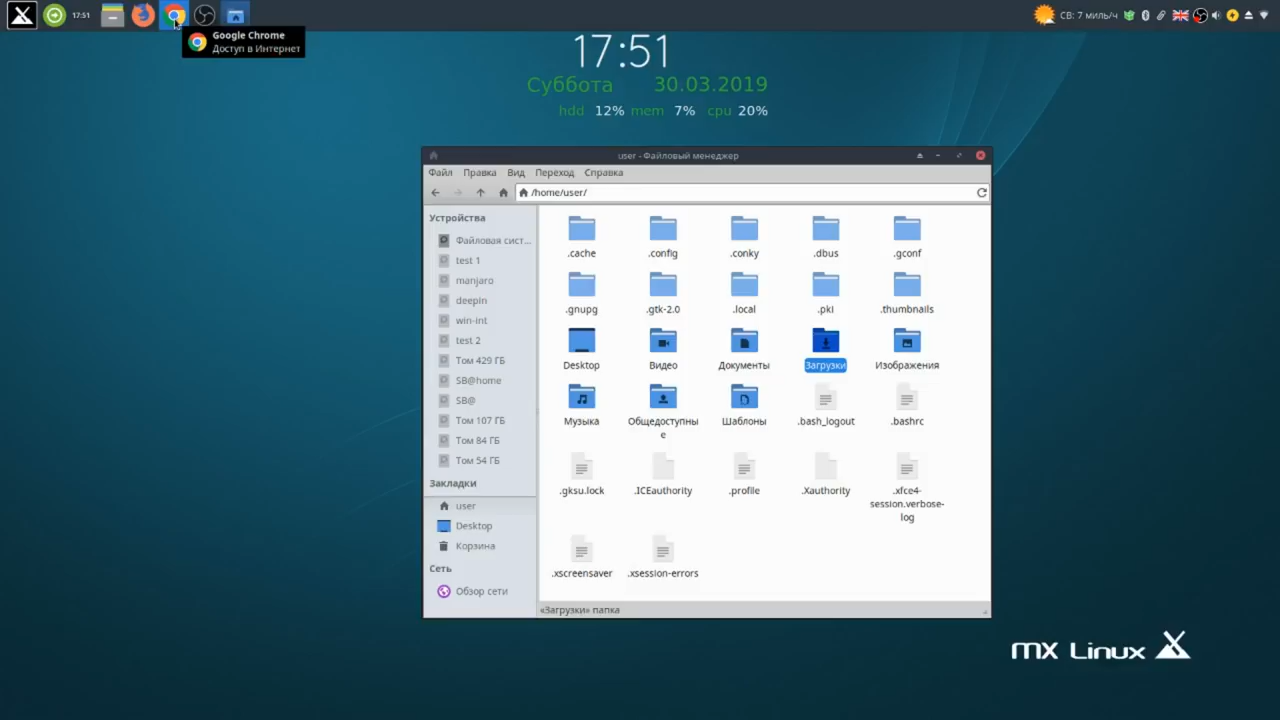 17:51
СВ: 7 миль/ч
Google Chrome
Доступ в Интернет
17:51
Суббота 30.03.2019
hdd 12% mem 7% cpu 20%
user - Файловый менеджер
Файл Правка Вид Переход Справка
/home/user/
Устройства
Файловая сист...
test 1
manjaro
deepin
win-int
test 2
Том 429 ГБ
SB@home
SB@
Том 107 ГБ
Том 84 ГБ
Том 54 ГБ
Закладки
user
Desktop
Корзина
Сеть
Обзор сети
.cache .config .conky .dbus .gconf
.gnupg .gtk-2.0 .local .pki .thumbnails
Desktop Видео Документы Загрузки Изображения
Музыка Общедоступны
е Шаблоны .bash_logout .bashrc
.gksu.lock .ICEauthority .profile .Xauthority .xfce4-
session.verbose-
log
.xscreensaver .xsession-errors
«Загрузки» папка
MX Linux